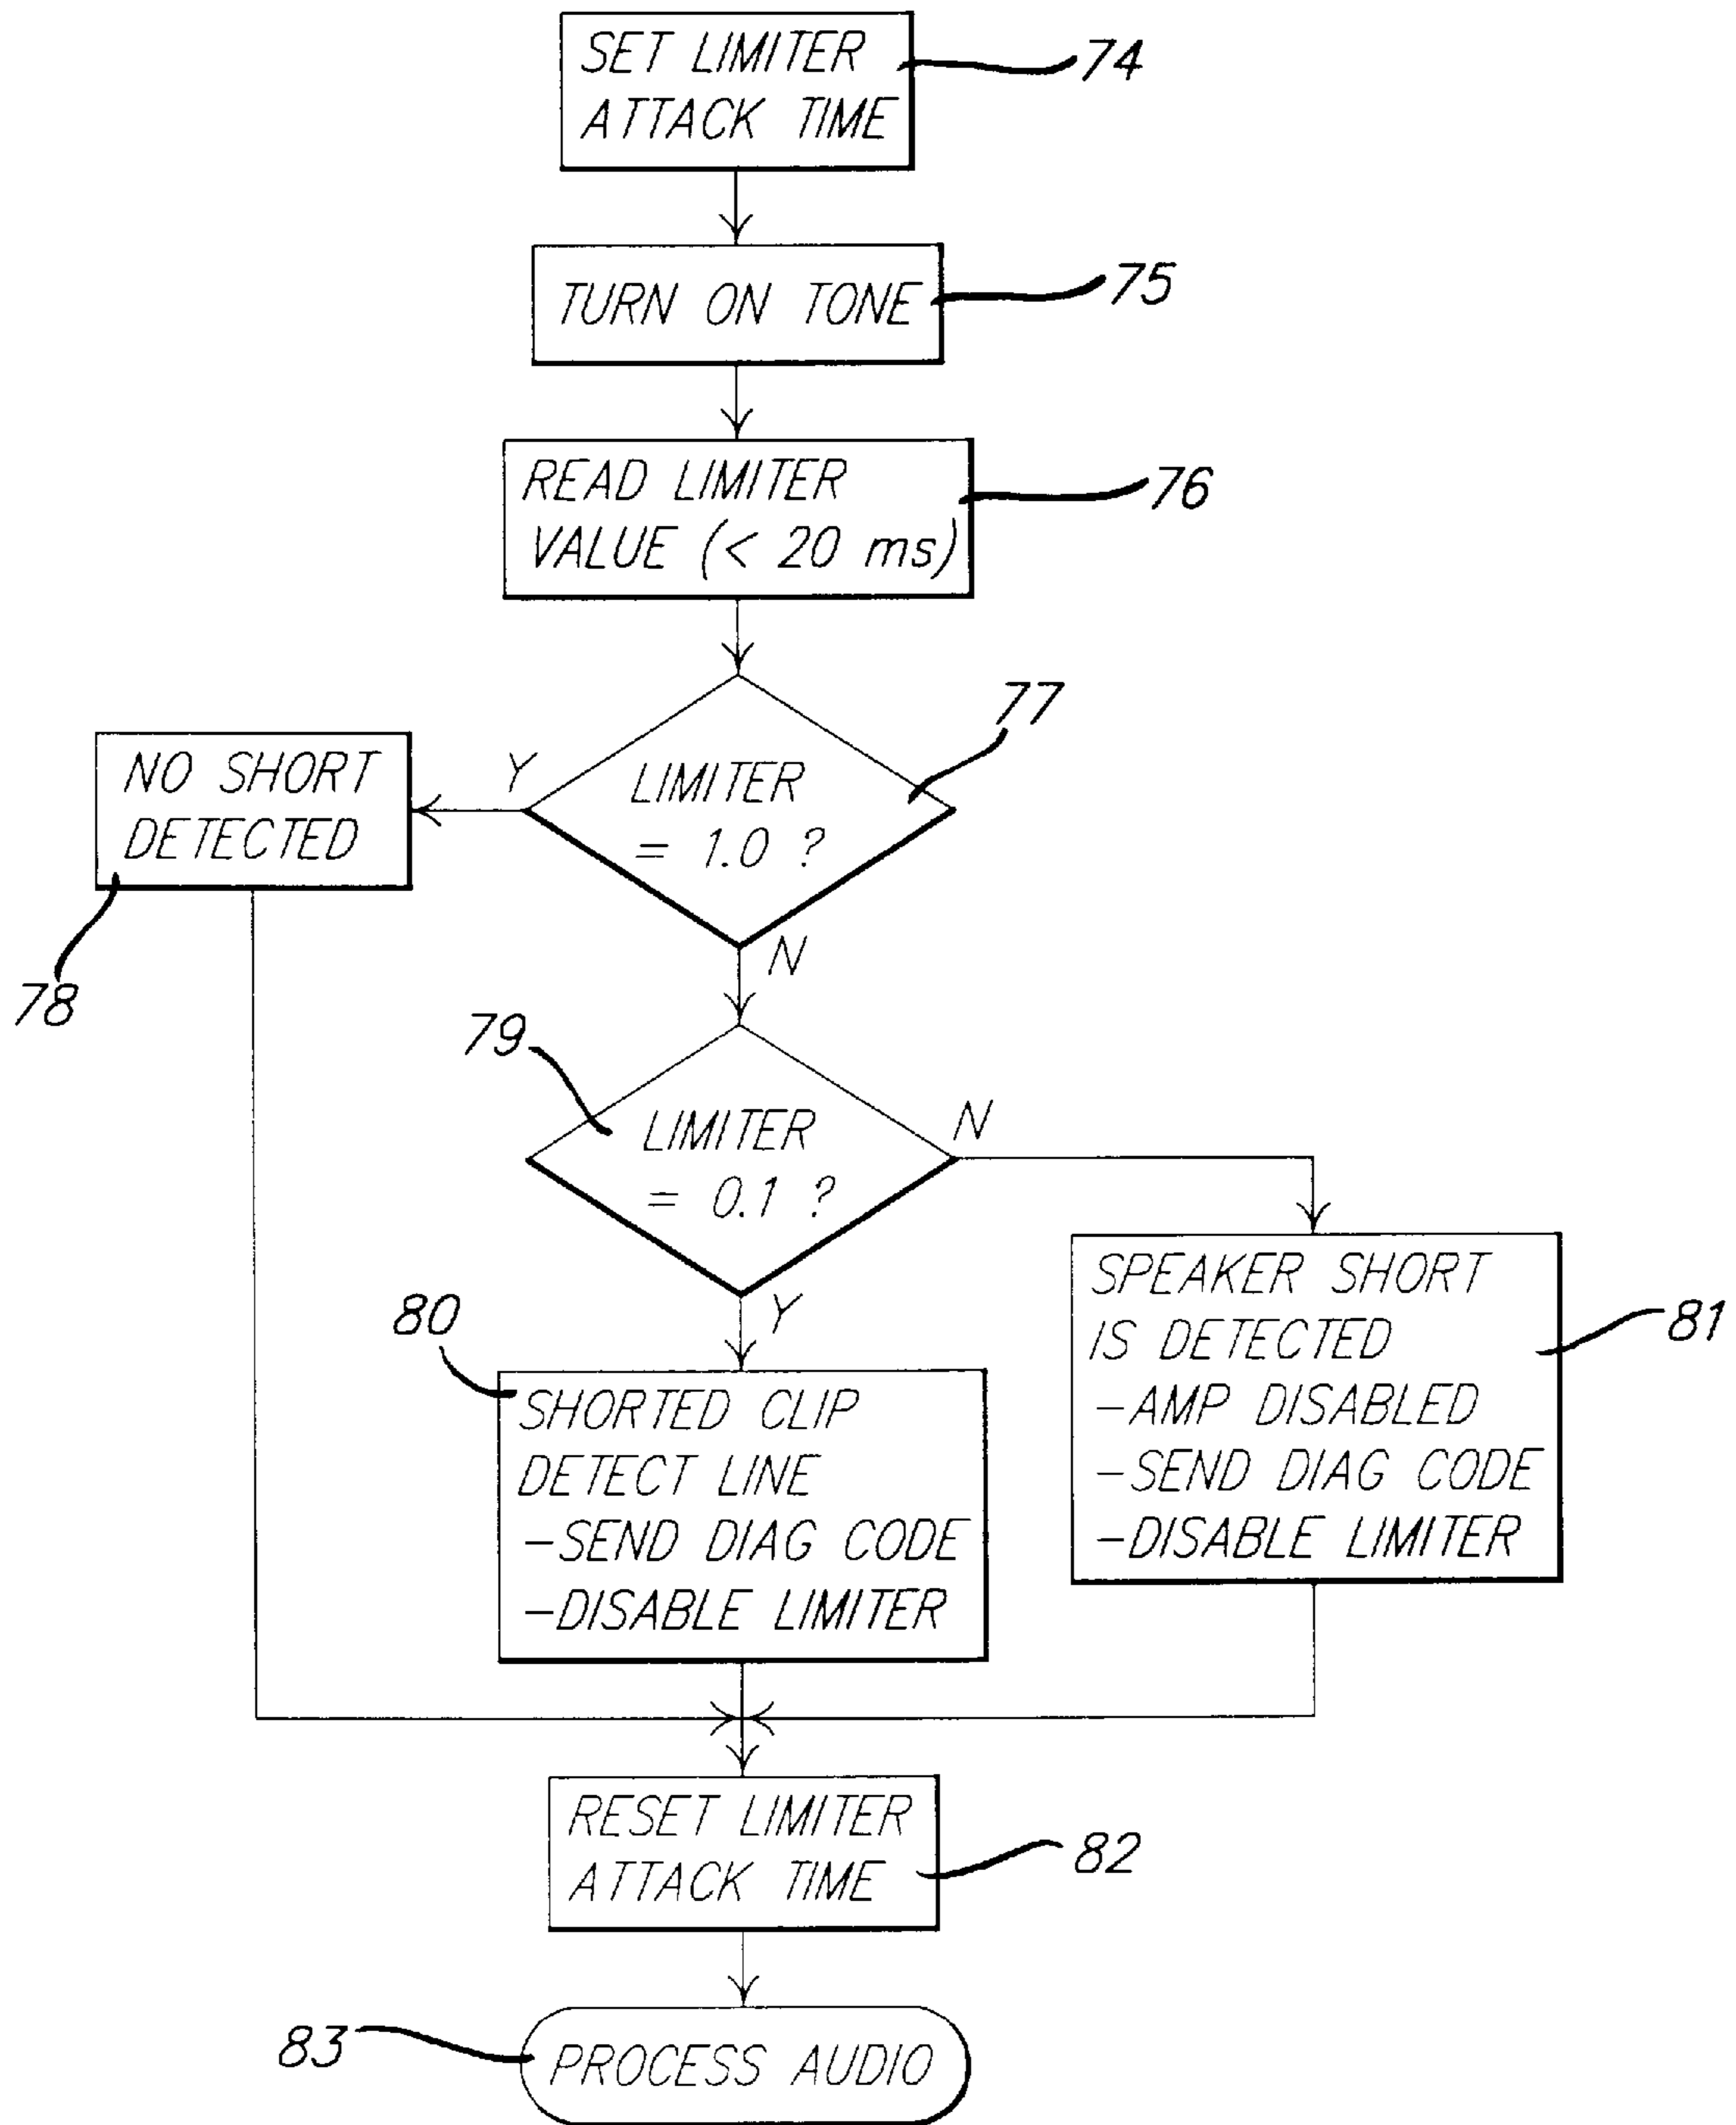 SET LIMITER
ATTACK TIME
74
TURN ON TONE
75
READ LIMITER
VALUE (< 20 ms)
76
LIMITER
= 1.0 ?
77
Y
NO SHORT
DETECTED
78
N
79
LIMITER
= 0.1 ?
N
Y
80
SHORTED CLIP
DETECT LINE
-SEND DIAG CODE
-DISABLE LIMITER
SPEAKER SHORT
IS DETECTED
-AMP DISABLED
-SEND DIAG CODE
-DISABLE LIMITER
81
RESET LIMITER
ATTACK TIME
82
83
PROCESS AUDIO